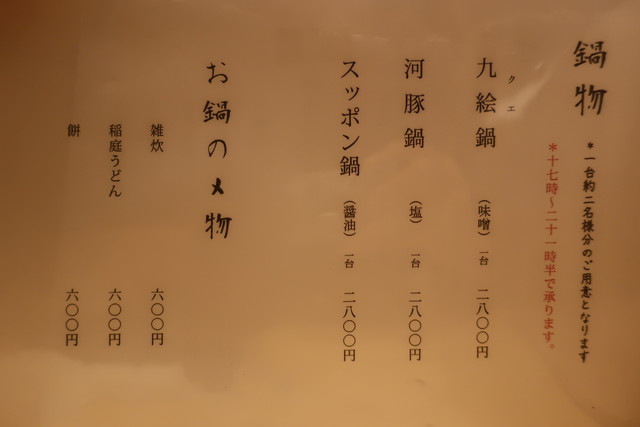 鍋物
＊一台約二名様分のご用意となります
＊十七時～二十一時半で承ります。
クエ
九絵鍋（味噌）一台 二八〇〇円
河豚鍋（塩）一台 二八〇〇円
スッポン鍋（醤油）一台 二八〇〇円
お鍋の〆物
雑炊 六〇〇円
稲庭うどん 六〇〇円
餅 六〇〇円